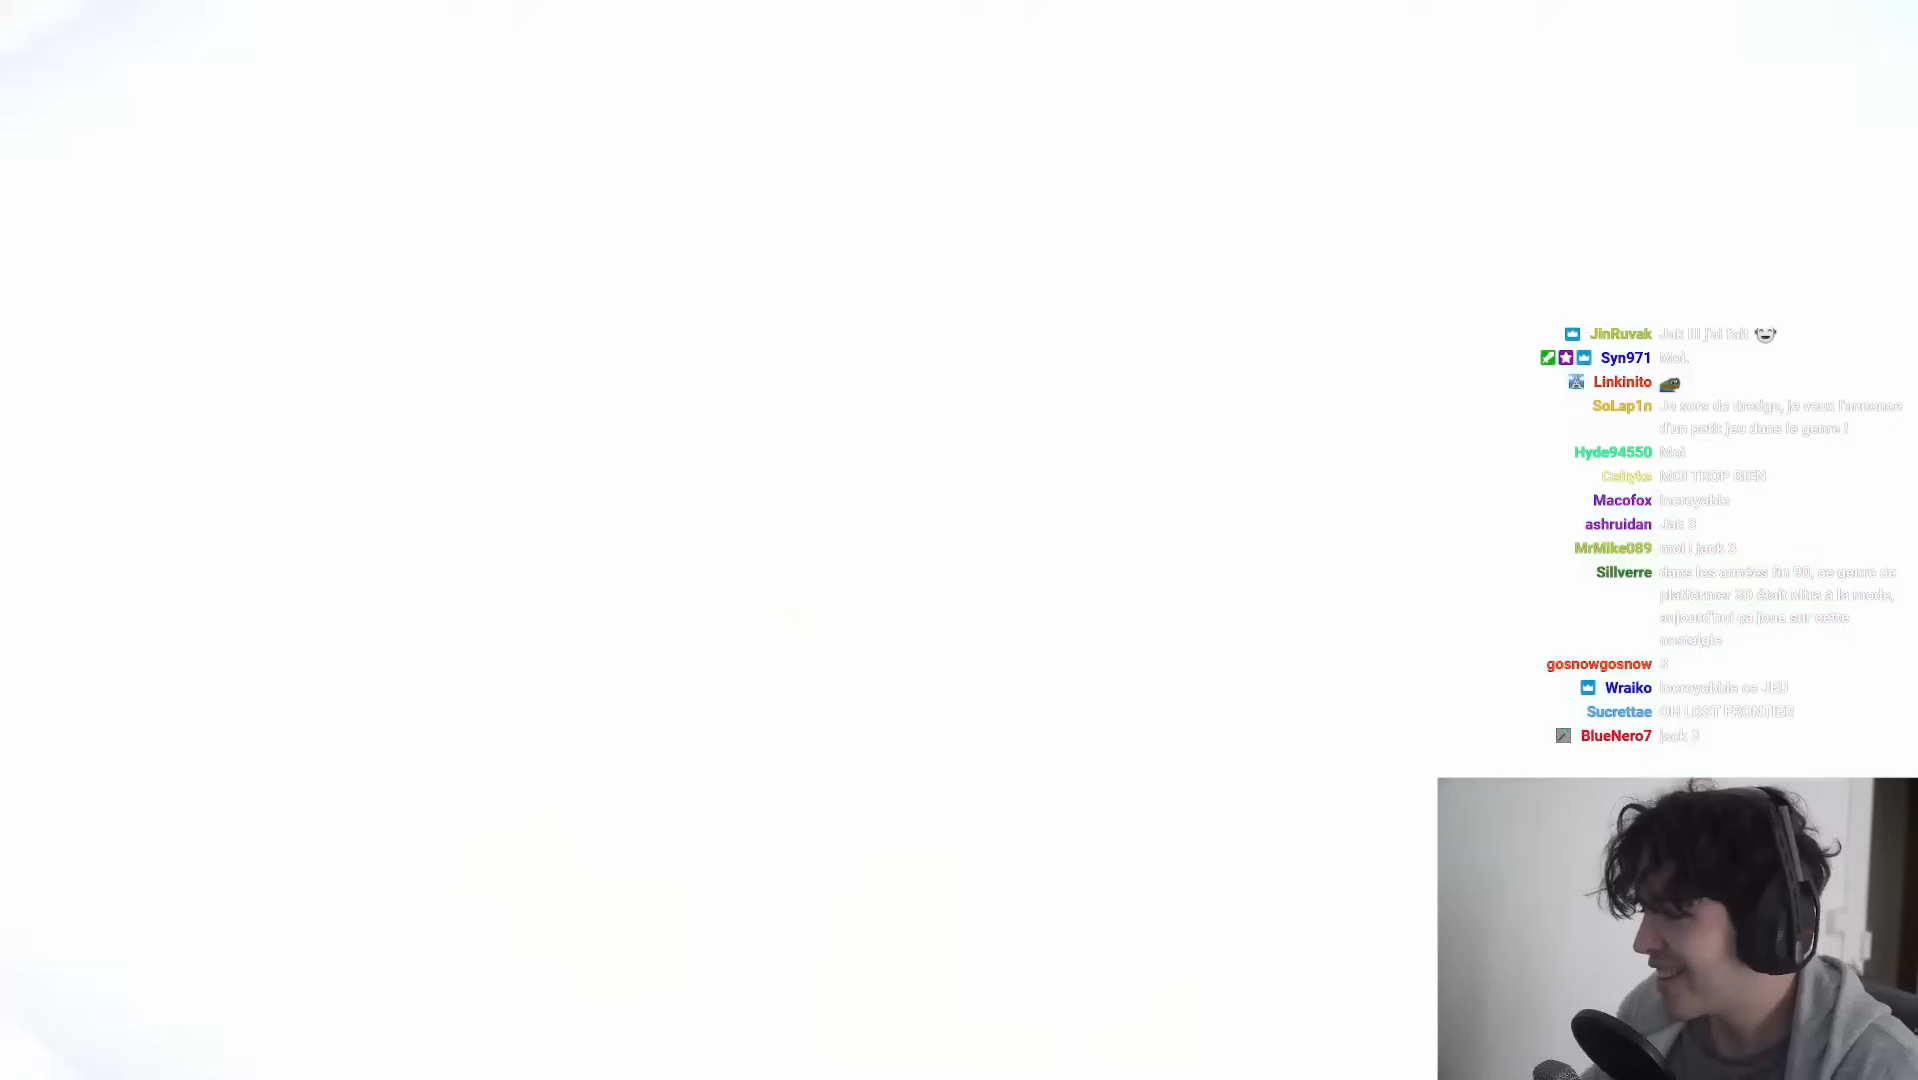 JinRuvak Jak III j'ai fait
Syn971 Moi.
Linkinito
SoLap1n Je sors de dredge, je veux l'annonce
d'un petit jeu dans le genre !
Hyde94550 Moi
Celtyks MOI TROP BIEN
Macofox Incroyable
ashruidan Jak 3
MrMike089 moi ! jack 3
Sillverre dans les années fin 90, ce genre de
platformer 3D était ultra à la mode,
aujourd'hui ça joue sur cette
nostalgie
gosnowgosnow 3
Wraiko Incroyabble ce JEU
Sucrettae OH LOST FRONTIER
BlueNero7 jack 3